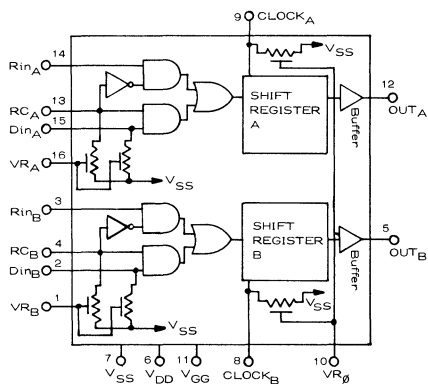 9 CLOCKA
VSS
14
RinA
12
OUTA
13
RCA
15
DinA
SHIFT
REGISTER
A
Buffer
16
VRA
VSS
3
RinB
5
OUTB
4
RCB
2
DinB
SHIFT
REGISTER
B
Buffer
1
VRB
VSS
VSS
7
VSS
6
VDD
11
VGG
8
CLOCKB
10
VRØ